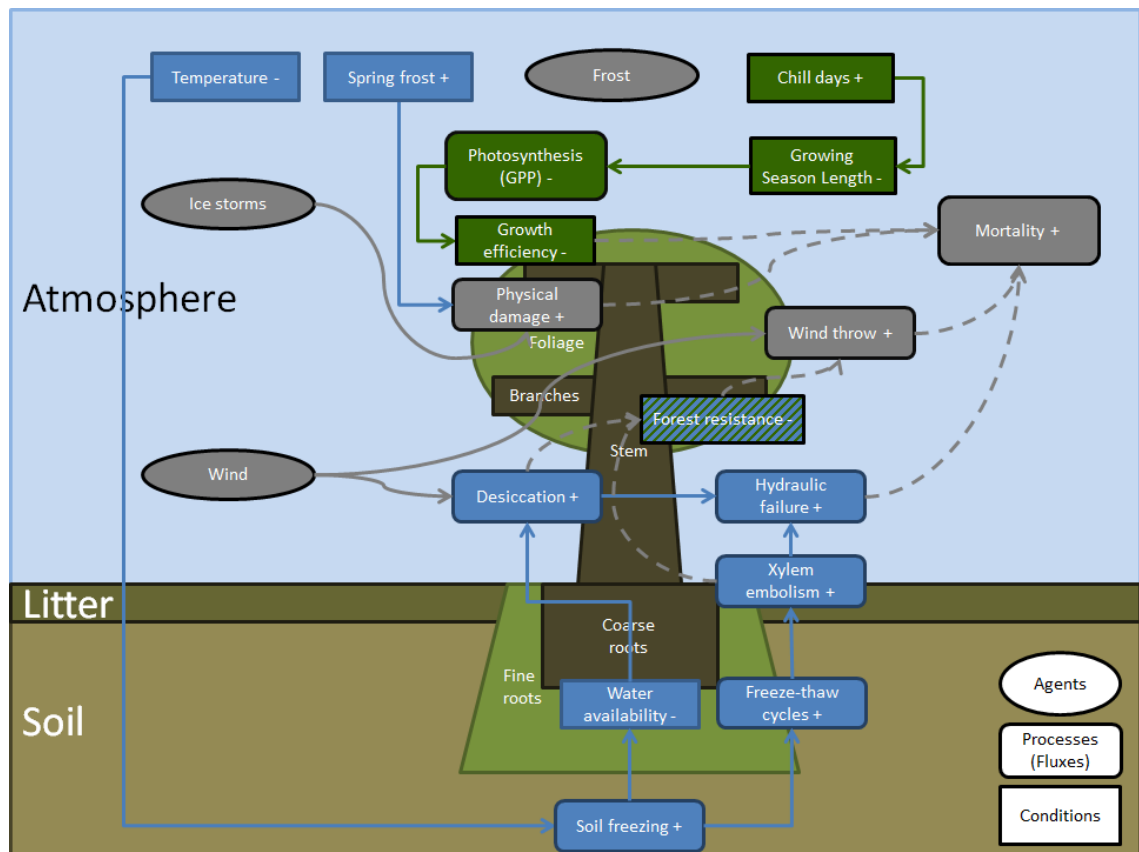 Temperature -
Spring frost +
Frost
Chill days +
Photosynthesis
(GPP) -
Growing
Season Length -
Ice storms
Growth
efficiency -
Mortality +
Atmosphere
Physical
damage +
Foliage
Wind throw +
Branches
Forest resistance -
Stem
Wind
Desiccation +
Hydraulic
failure +
Xylem
embolism +
Litter
Coarse
roots
Fine
roots
Water
availability -
Freeze-thaw
cycles +
Soil
Agents
Processes
(Fluxes)
Conditions
Soil freezing +